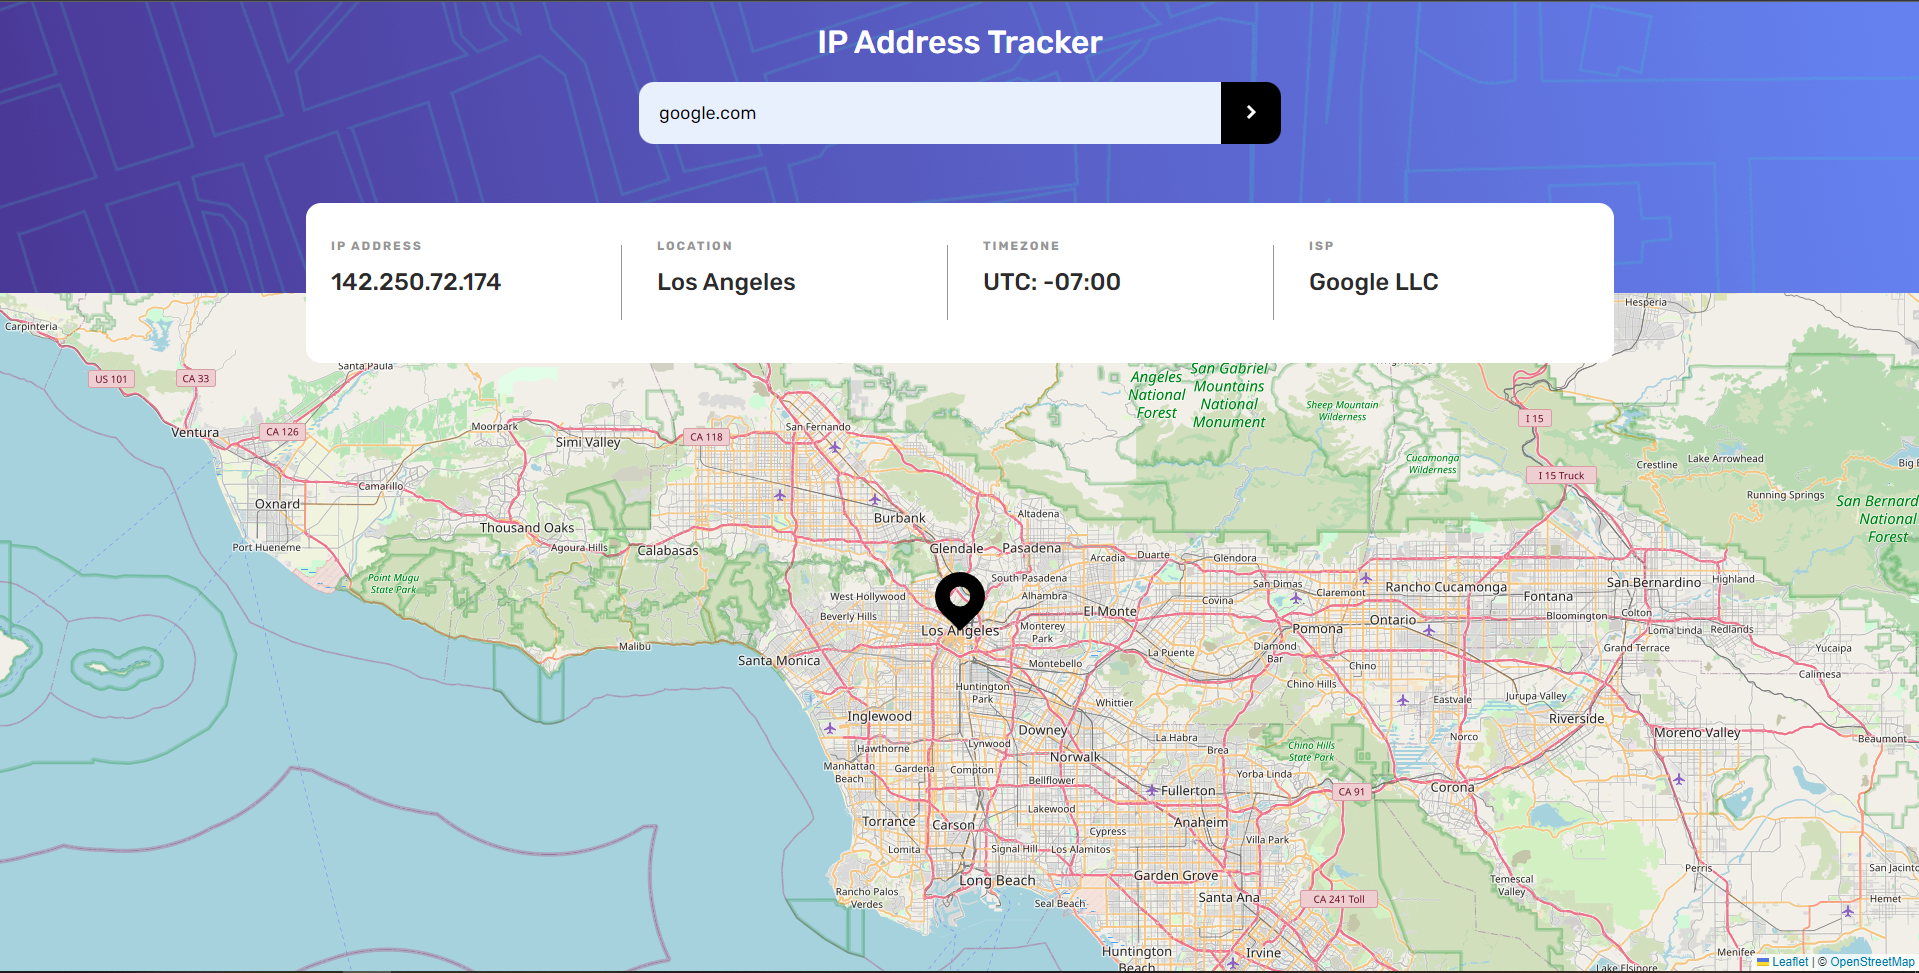 IP Address Tracker
google.com
IP ADDRESS
142.250.72.174
LOCATION
Los Angeles
TIMEZONE
UTC: -07:00
ISP
Google LLC
Hesperia
Carpinteria
Santa Paula
US 101
CA 33
Angeles
National
Forest
San Gabriel
Mountains
National
Monument
Sheep Mountain
Wilderness
I 15
Ventura
CA 126
Moorpark
Simi Valley
CA 118
San Fernando
Cucamonga
Wilderness
Crestline
Lake Arrowhead
I 15 Truck
Camarillo
Running Springs
San Bernard
National
Forest
Oxnard
Thousand Oaks
Burbank
Altadena
Port Hueneme
Agoura Hills
Calabasas
Glendale
Pasadena
Arcadia
Duarte
Glendora
Point Mugu
State Park
South Pasadena
San Dimas
Claremont
Rancho Cucamonga
Fontana
San Bernardino
Highland
West Hollywood
Alhambra
Covina
Beverly Hills
El Monte
Bloomington
Colton
Los Angeles
Monterey
Park
Pomona
Ontario
Loma Linda
Redlands
Malibu
Santa Monica
Montebello
La Puente
Diamond
Bar
Chino
Grand Terrace
Yucaipa
Calimesa
Huntington
Park
Whittier
Chino Hills
Eastvale
Jurupa Valley
Riverside
Inglewood
Downey
La Habra
Norco
Moreno Valley
Beaumont
Hawthorne
Lynwood
Norwalk
Brea
Chino Hills
State Park
Manhattan
Beach
Gardena
Compton
Bellflower
Yorba Linda
Fullerton
CA 91
Corona
Lakewood
Torrance
Carson
Cypress
Anaheim
Villa Park
Lomita
Signal Hill
Los Alamitos
Perris
San Jacinto
Rancho Palos
Verdes
Long Beach
Garden Grove
Temescal
Valley
Seal Beach
Santa Ana
CA 241 Toll
Hemet
Huntington
Beach
Irvine
Menifee
Lake Elsinore
Leaflet | © OpenStreetMap